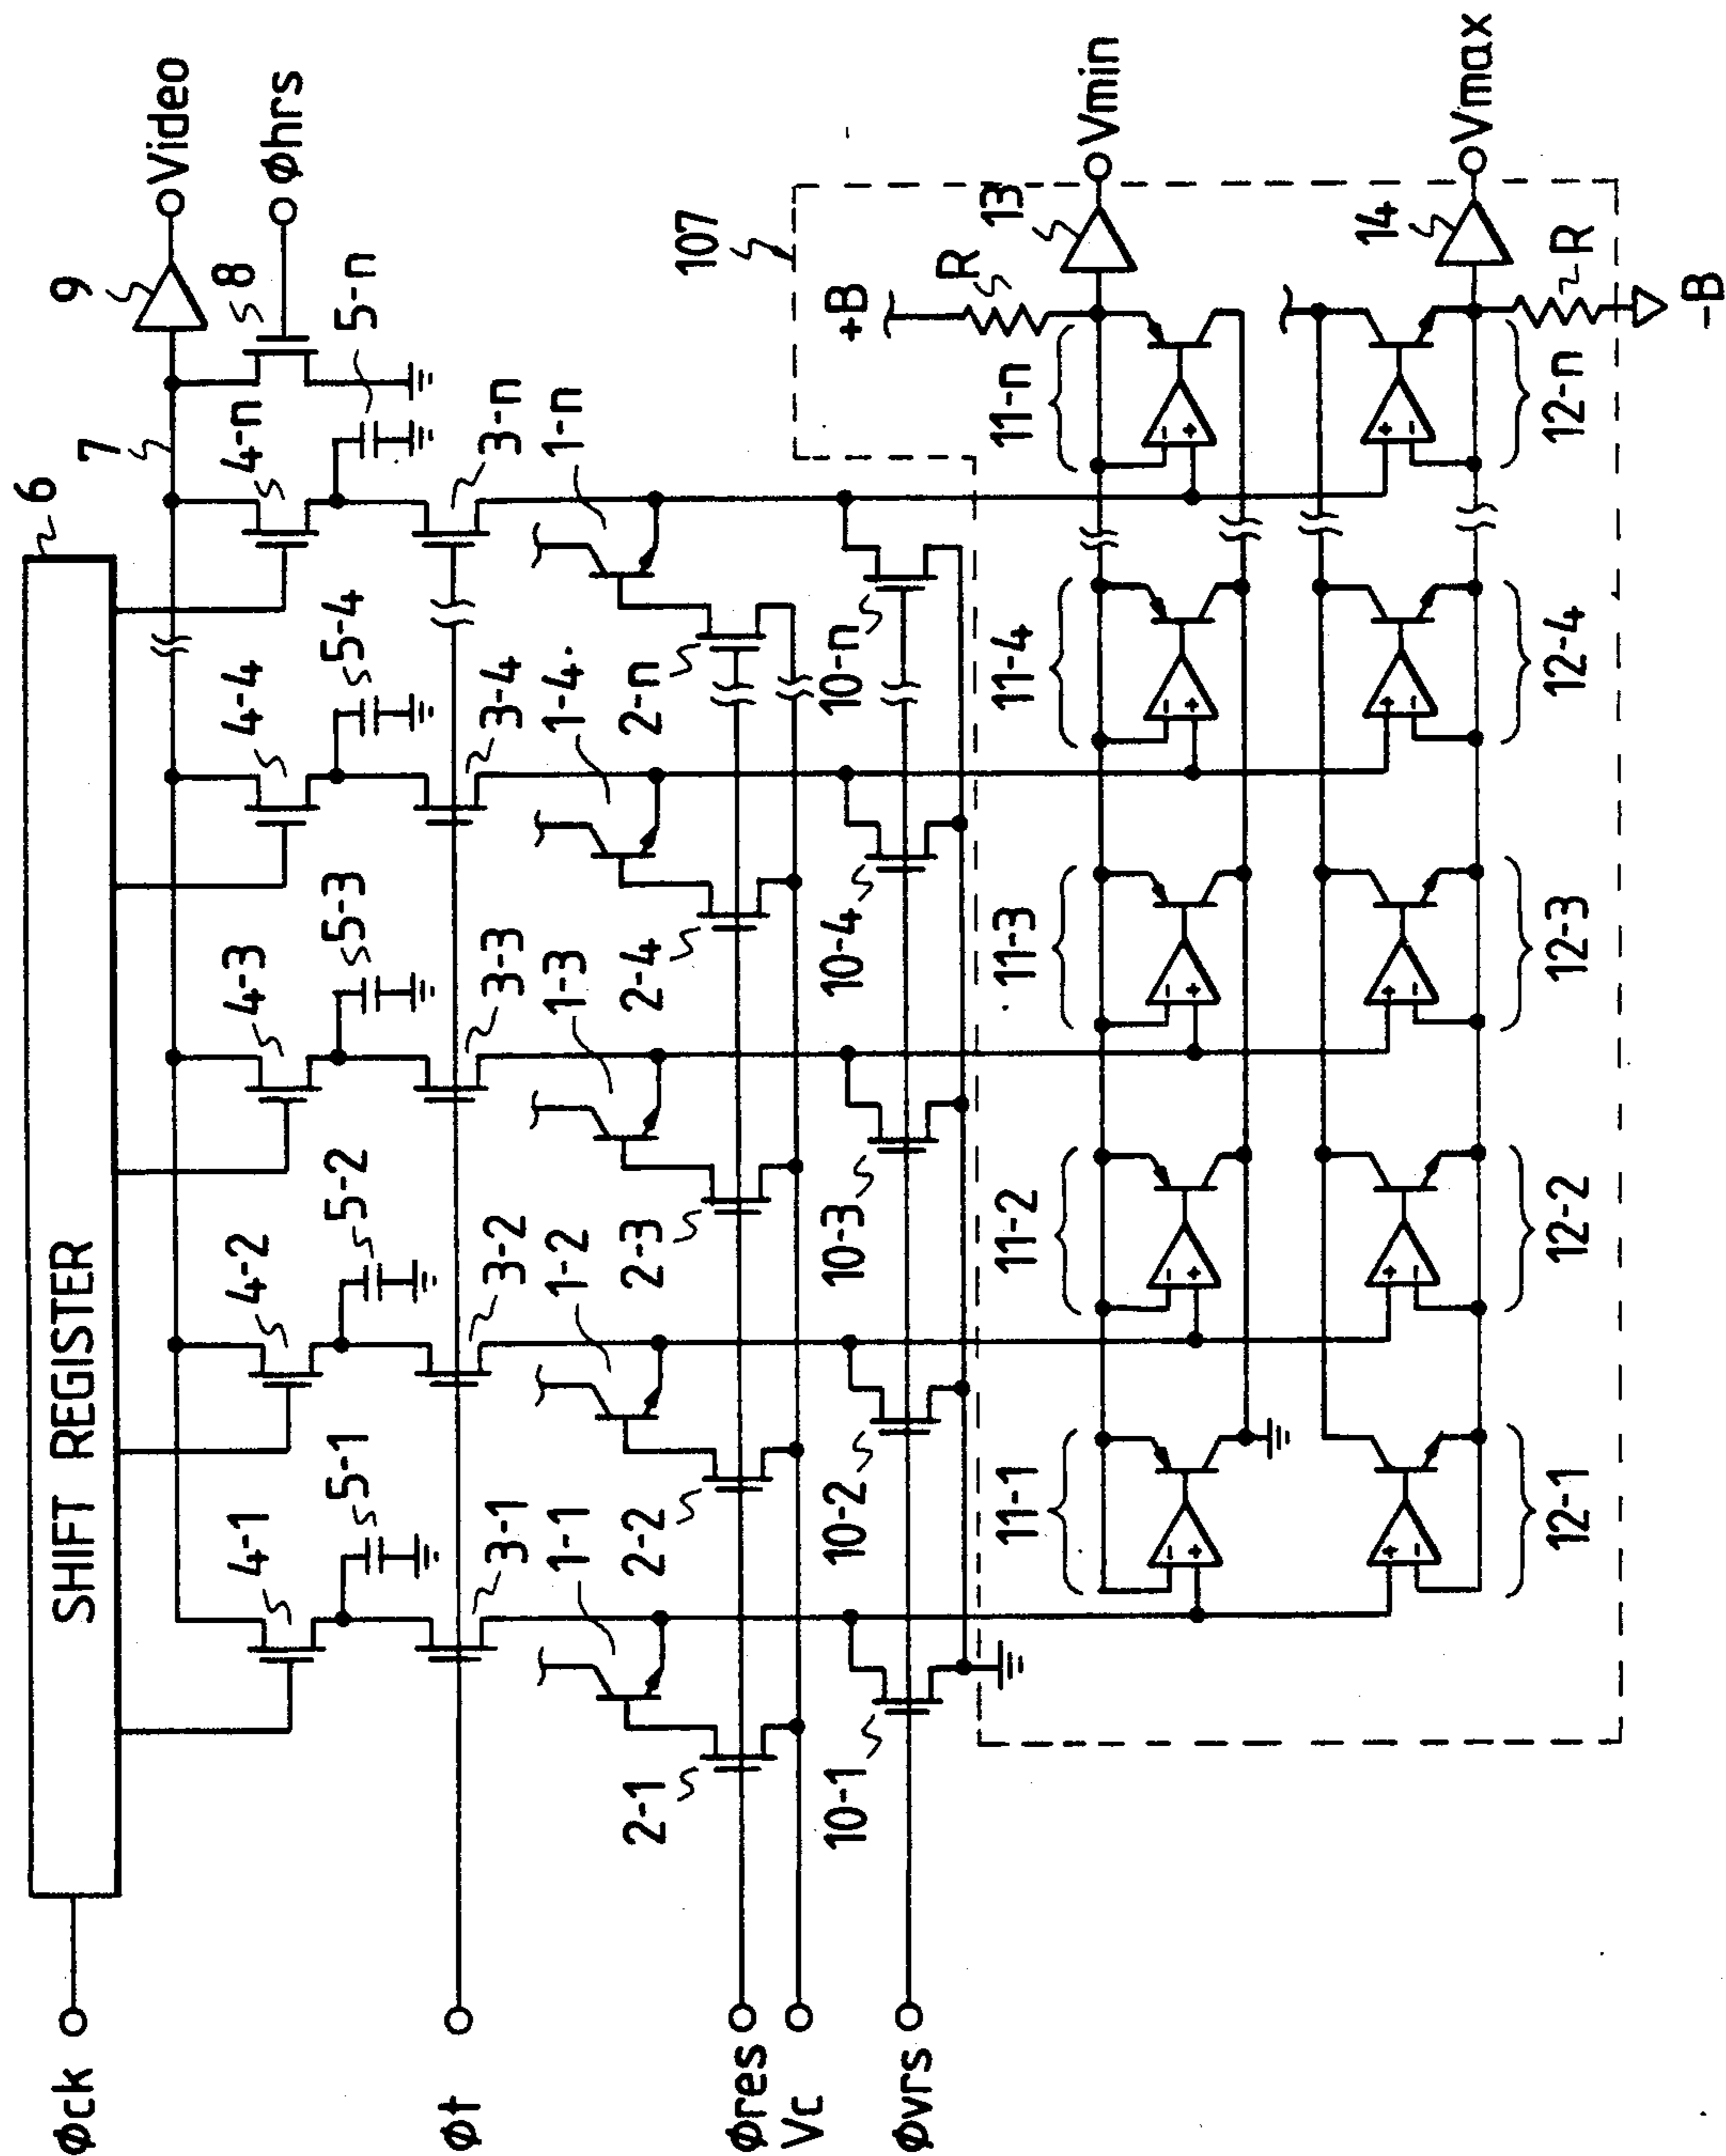 SHIFT REGISTER
6
φck
7
9
Video
4-1
4-2
4-3
4-4
4-n
8
φhrs
5-1
5-2
5-3
5-4
5-n
φt
3-1
3-2
3-3
3-4
3-n
1-1
1-2
1-3
1-4
1-n
2-1
2-2
2-3
2-4
2-n
107
φres
Vc
10-1
10-2
10-3
10-4
10-n
φvrs
+B
R
13
11-1
11-2
11-3
11-4
11-n
Vmin
- + - + - + - + - +
+ - + - + - + - + -
14
Vmax
12-1
12-2
12-3
12-4
12-n
R
-B